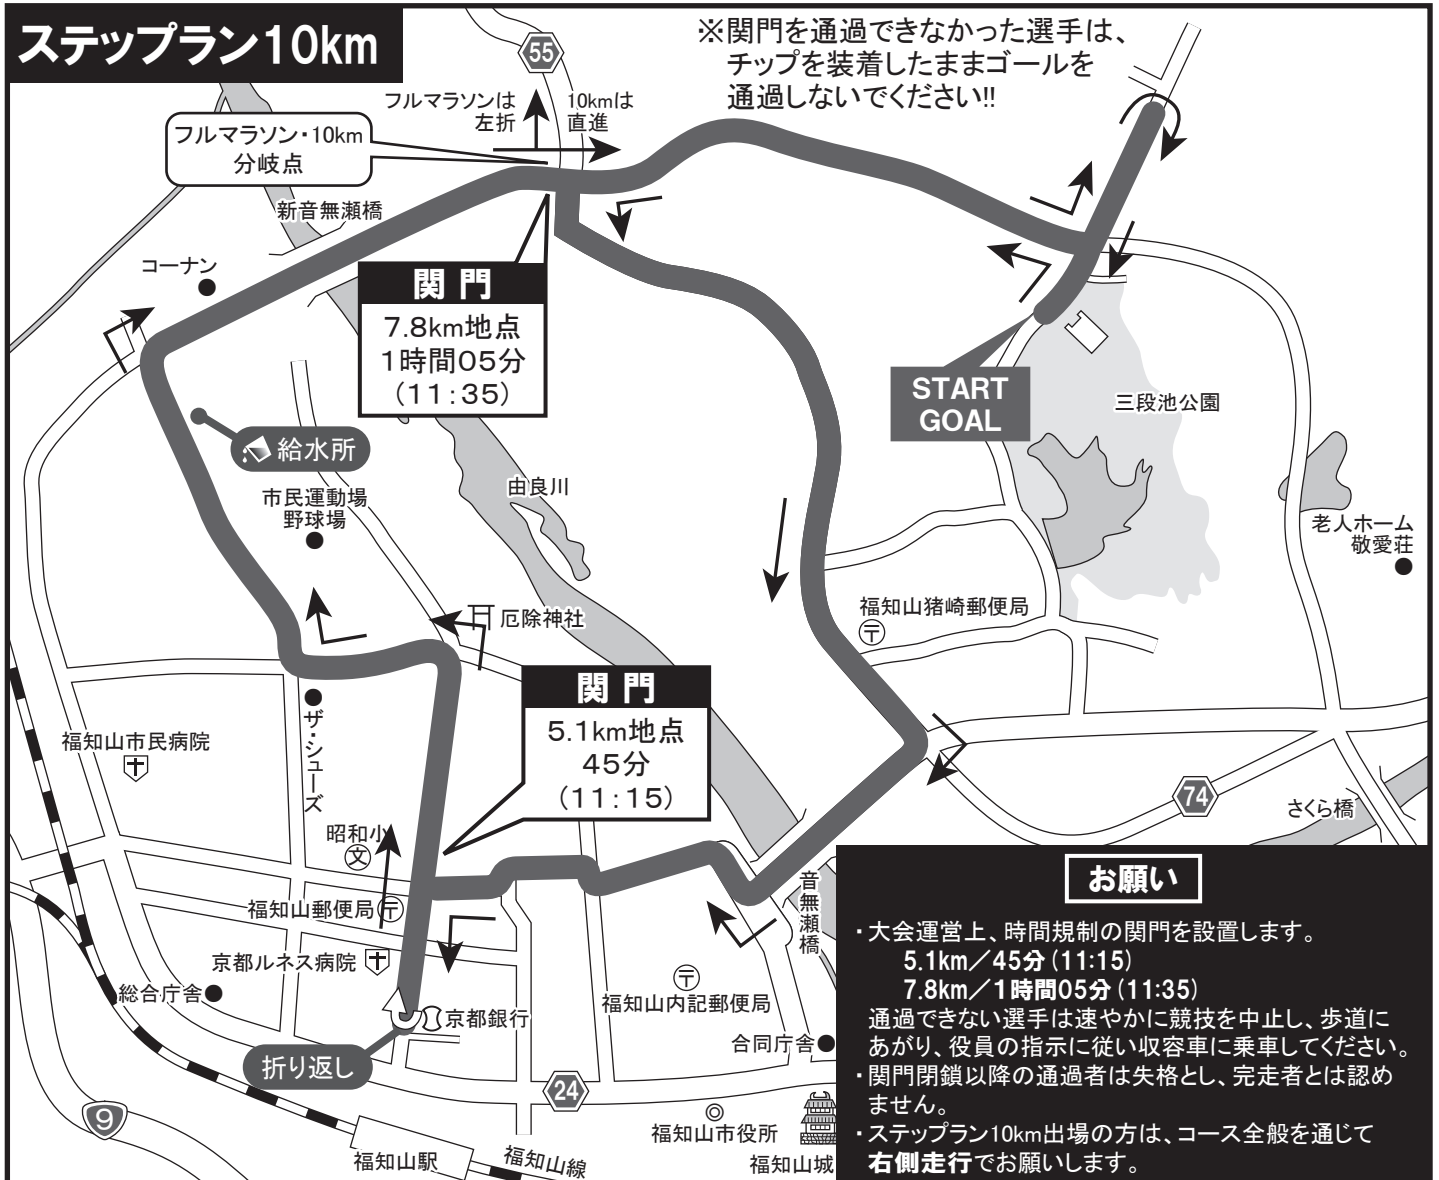 ステップラン10km
※関門を通過できなかった選手は、
チップを装着したままゴールを
通過しないでください!!
55
フルマラソンは
左折
10kmは
直進
フルマラソン・10km
分岐点
新音無瀬橋
コーナン
関門
7.8km地点
1時間05分
(11:35)
START
GOAL
三段池公園
給水所
市民運動場
野球場
由良川
老人ホーム
敬愛荘
厄除神社
福知山猪崎郵便局
〒
関門
5.1km地点
45分
(11:15)
福知山市民病院
ザ・シューズ
74
さくら橋
昭和小
文
福知山郵便局
〒
音無瀬橋
京都ルネス病院
総合庁舎
京都銀行
〒
福知山内記郵便局
合同庁舎
折り返し
24
9
福知山市役所
福知山城
福知山駅
福知山線
お願い
・大会運営上、時間規制の関門を設置します。
5.1km／45分(11:15)
7.8km／1時間05分(11:35)
通過できない選手は速やかに競技を中止し、歩道に
あがり、役員の指示に従い収容車に乗車してください。
・関門閉鎖以降の通過者は失格とし、完走者とは認め
ません。
・ステップラン10km出場の方は、コース全般を通じて
右側走行でお願いします。